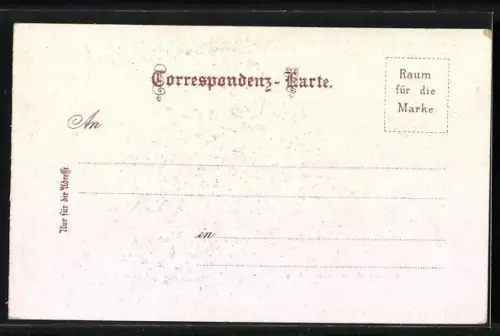 Correspondenz-Karte.
Raum
für die
Marke
An
Nur für die Adresse
in